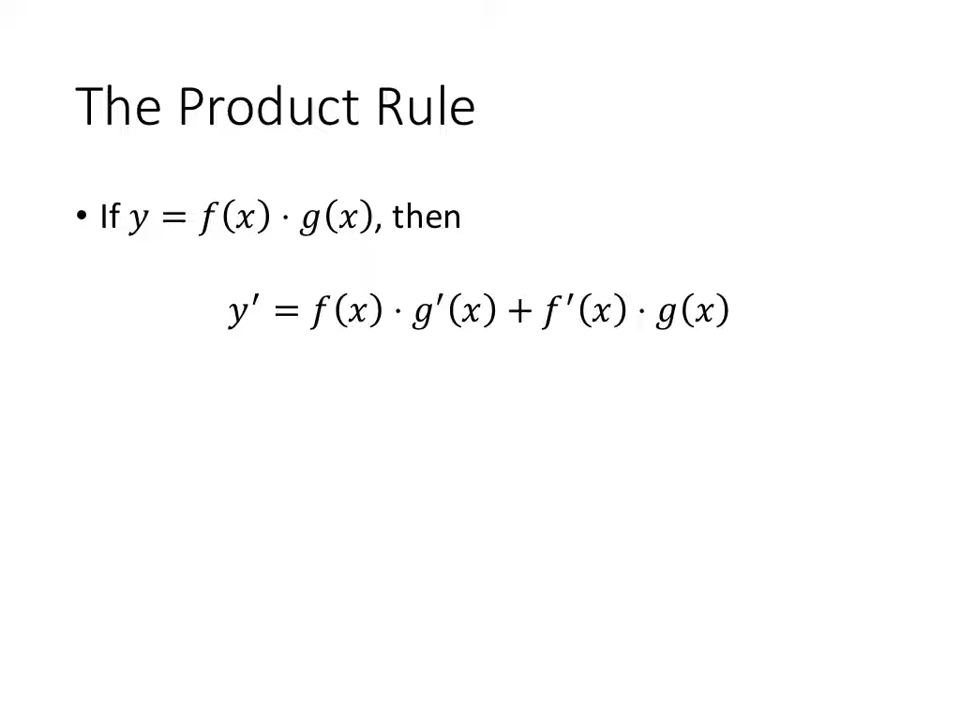 The Product Rule
• If y = f(x) · g(x), then
y′ = f(x) · g′(x) + f′(x) · g(x)